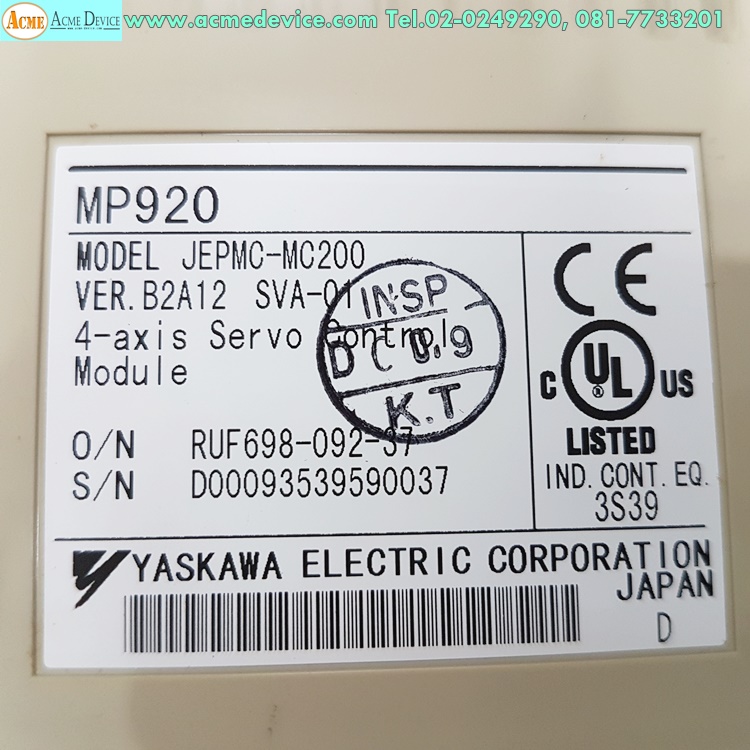 ACME ACME DEVICE www.acmedevice.com Tel.02-0249290, 081-7733201
MP920
MODEL JEPMC-MC200
VER. B2A12 SVA-01
4-axis Servo Control
Module
O/N RUF698-092-37
S/N D00093539590037
INSP
0.9
K.T
CE
C UL US
®
LISTED
IND. CONT. EQ.
3S39
YASKAWA ELECTRIC CORPORATION
JAPAN
D